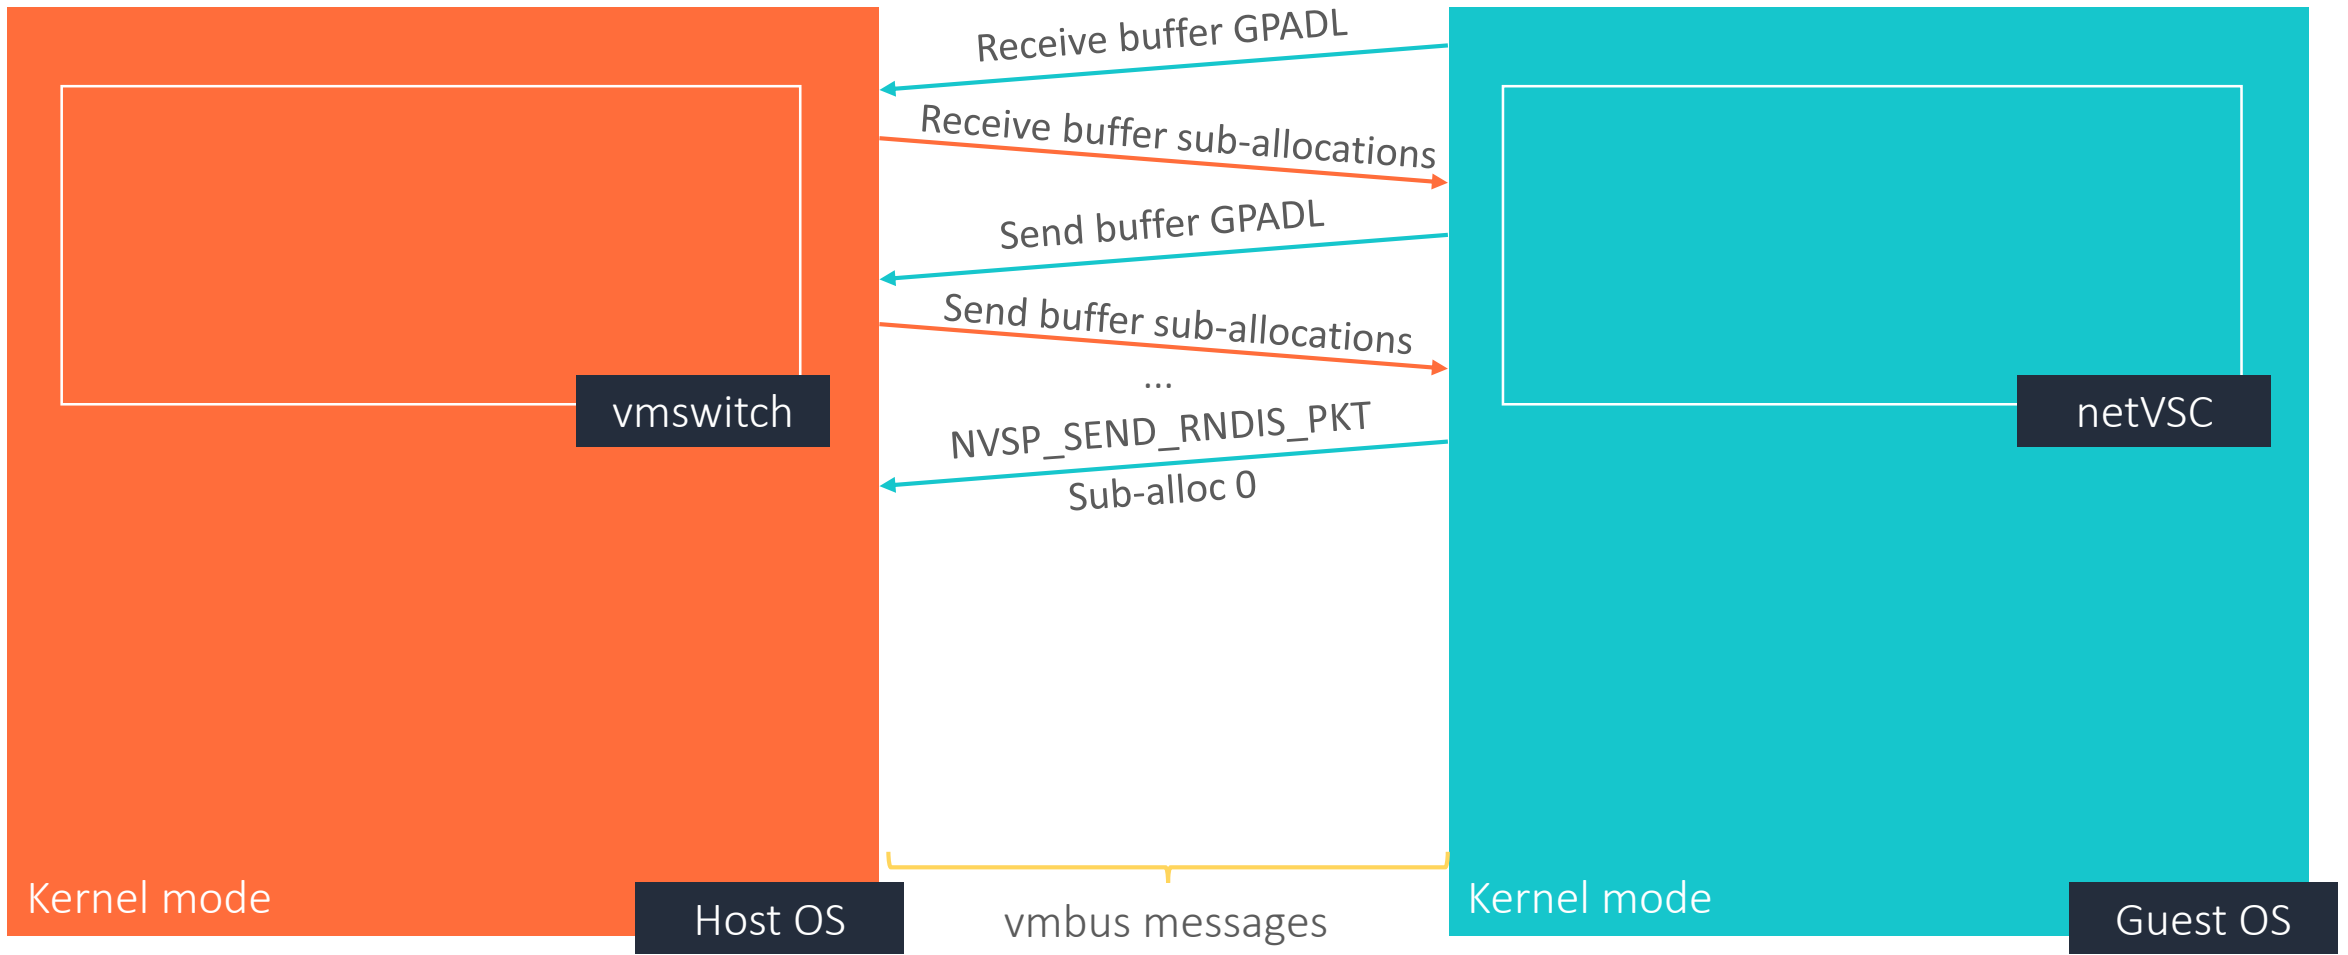 Receive buffer GPADL
Receive buffer sub-allocations
Send buffer GPADL
Send buffer sub-allocations
...
vmswitch
netVSC
NVSP_SEND_RNDIS_PKT
Sub-alloc 0
Kernel mode
Host OS
vmbus messages
Kernel mode
Guest OS